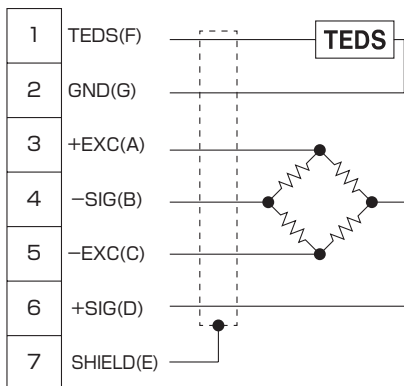 1 TEDS(F) TEDS
2 GND(G)
3 +EXC(A)
4 −SIG(B)
5 −EXC(C)
6 +SIG(D)
7 SHIELD(E)